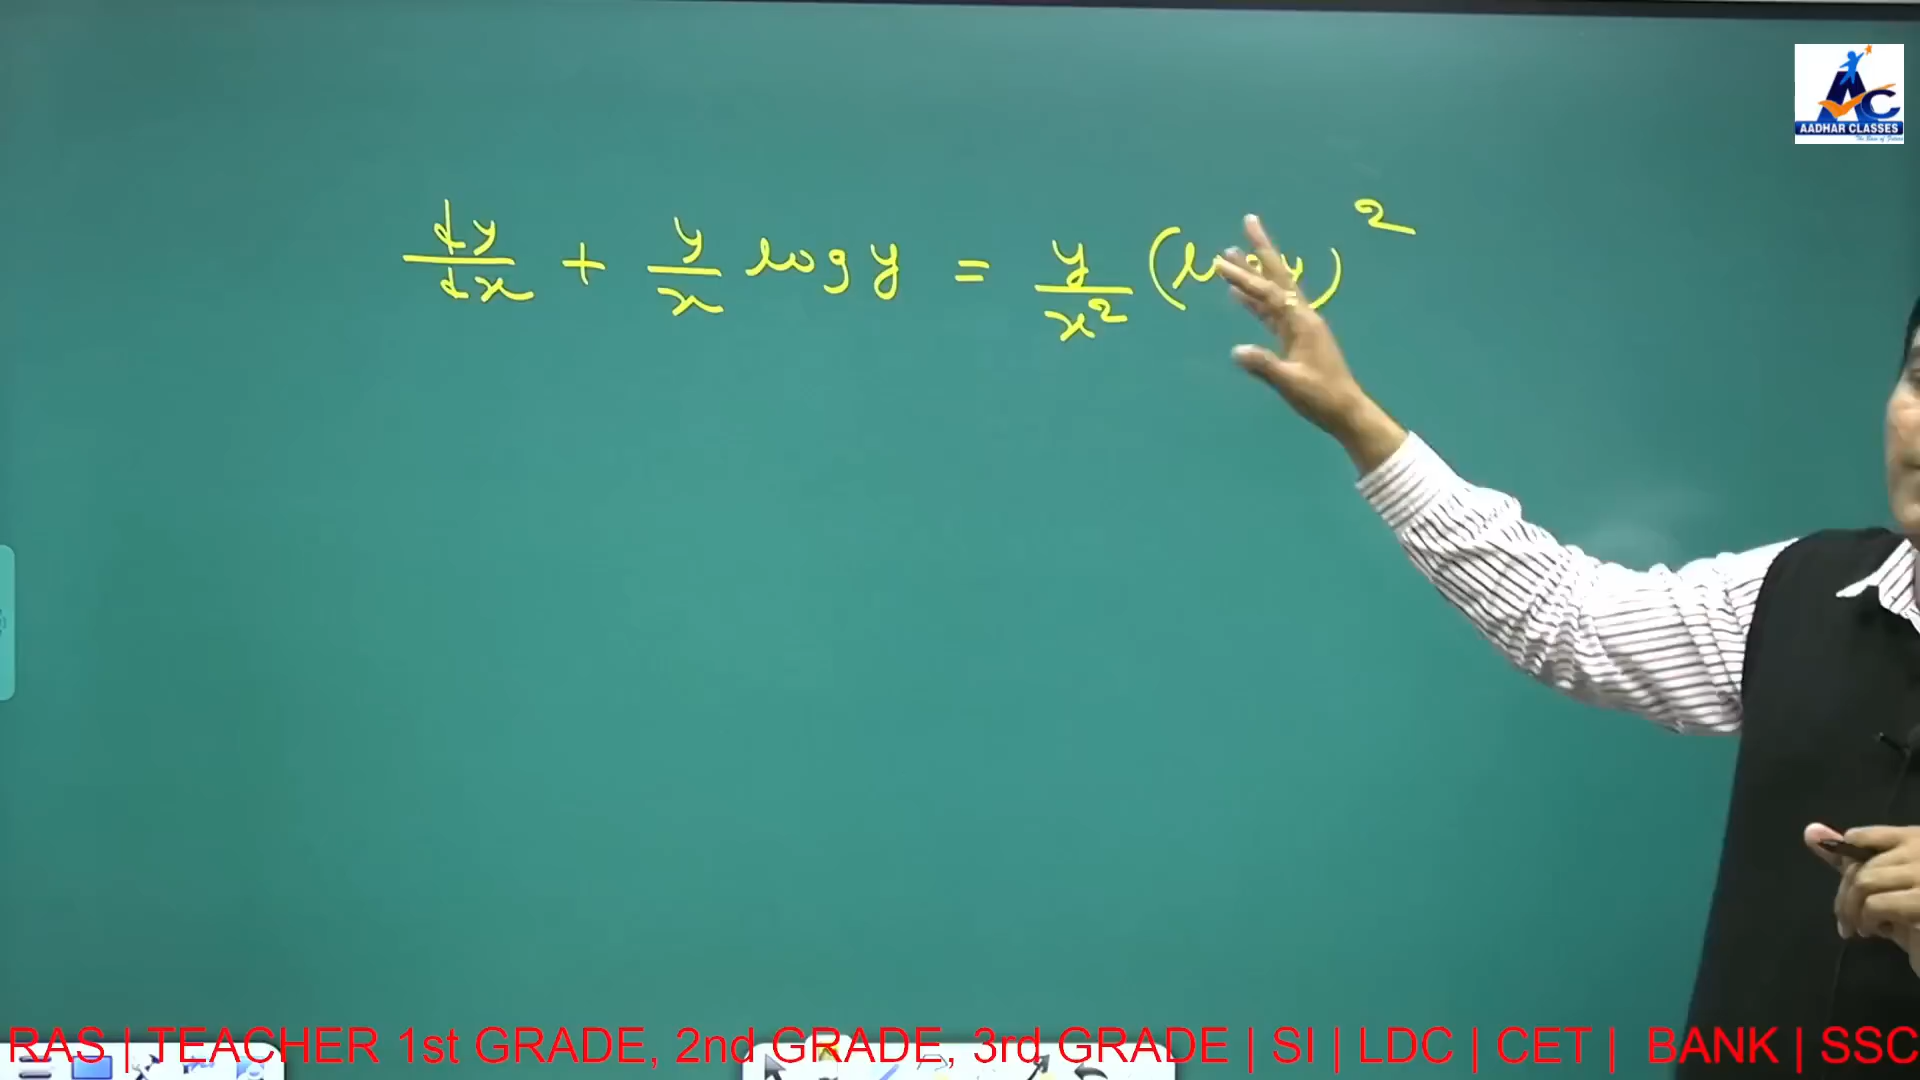 AADHAR CLASSES
dy/dx + y/x log y = y/x² (log y)²
RAS | TEACHER 1st GRADE, 2nd GRADE, 3rd GRADE | SI | LDC | CET | BANK | SSC